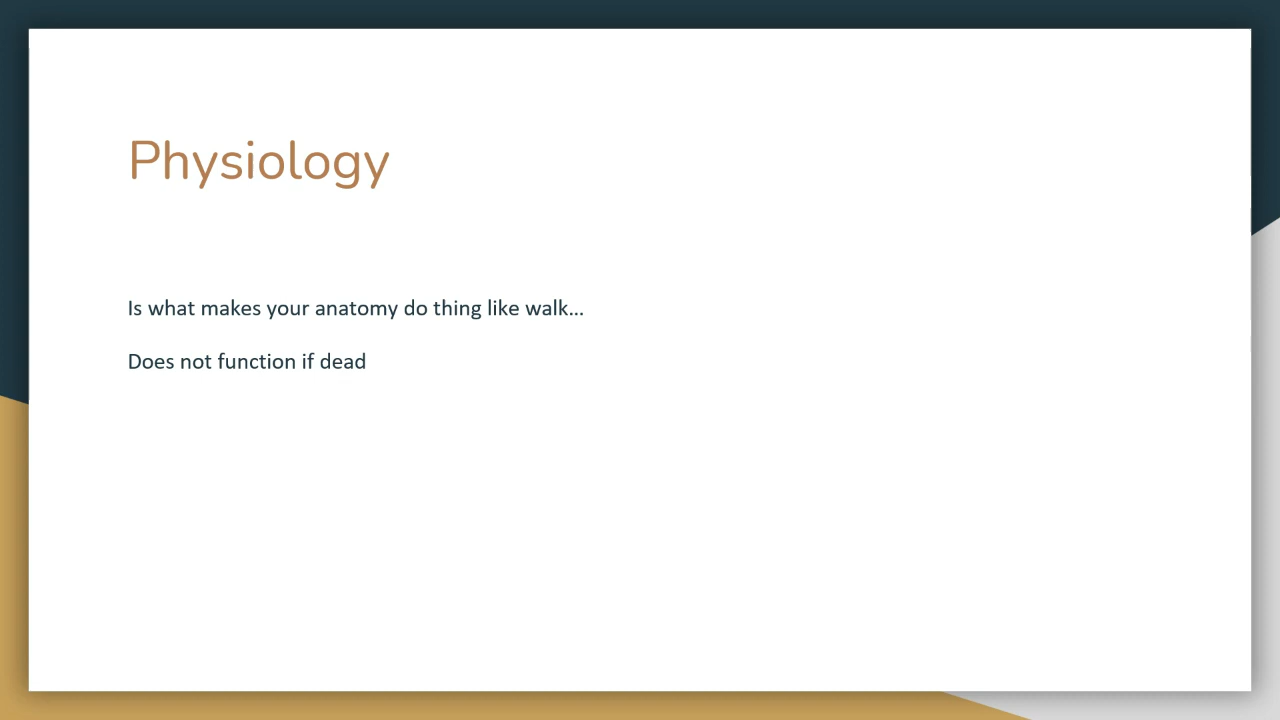 Physiology
Is what makes your anatomy do thing like walk...
Does not function if dead